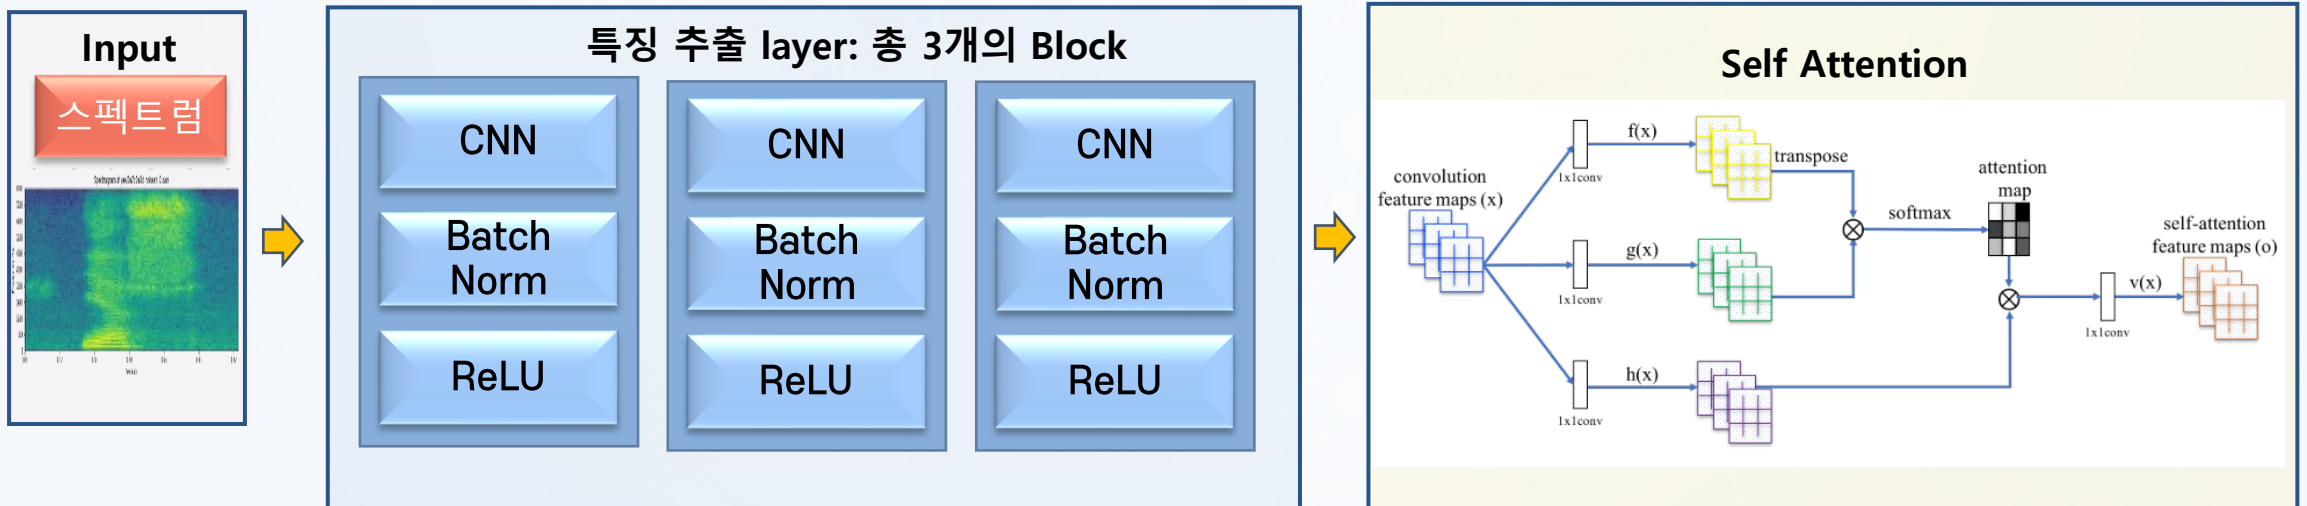 Input
스펙트럼
특징 추출 layer: 총 3개의 Block
CNN
Batch
Norm
ReLU
CNN
Batch
Norm
ReLU
CNN
Batch
Norm
ReLU
Self Attention
convolution
feature maps (x)
1x1conv
f(x)
transpose
1x1conv
g(x)
1x1conv
h(x)
softmax
attention
map
1x1conv
v(x)
self-attention
feature maps (o)